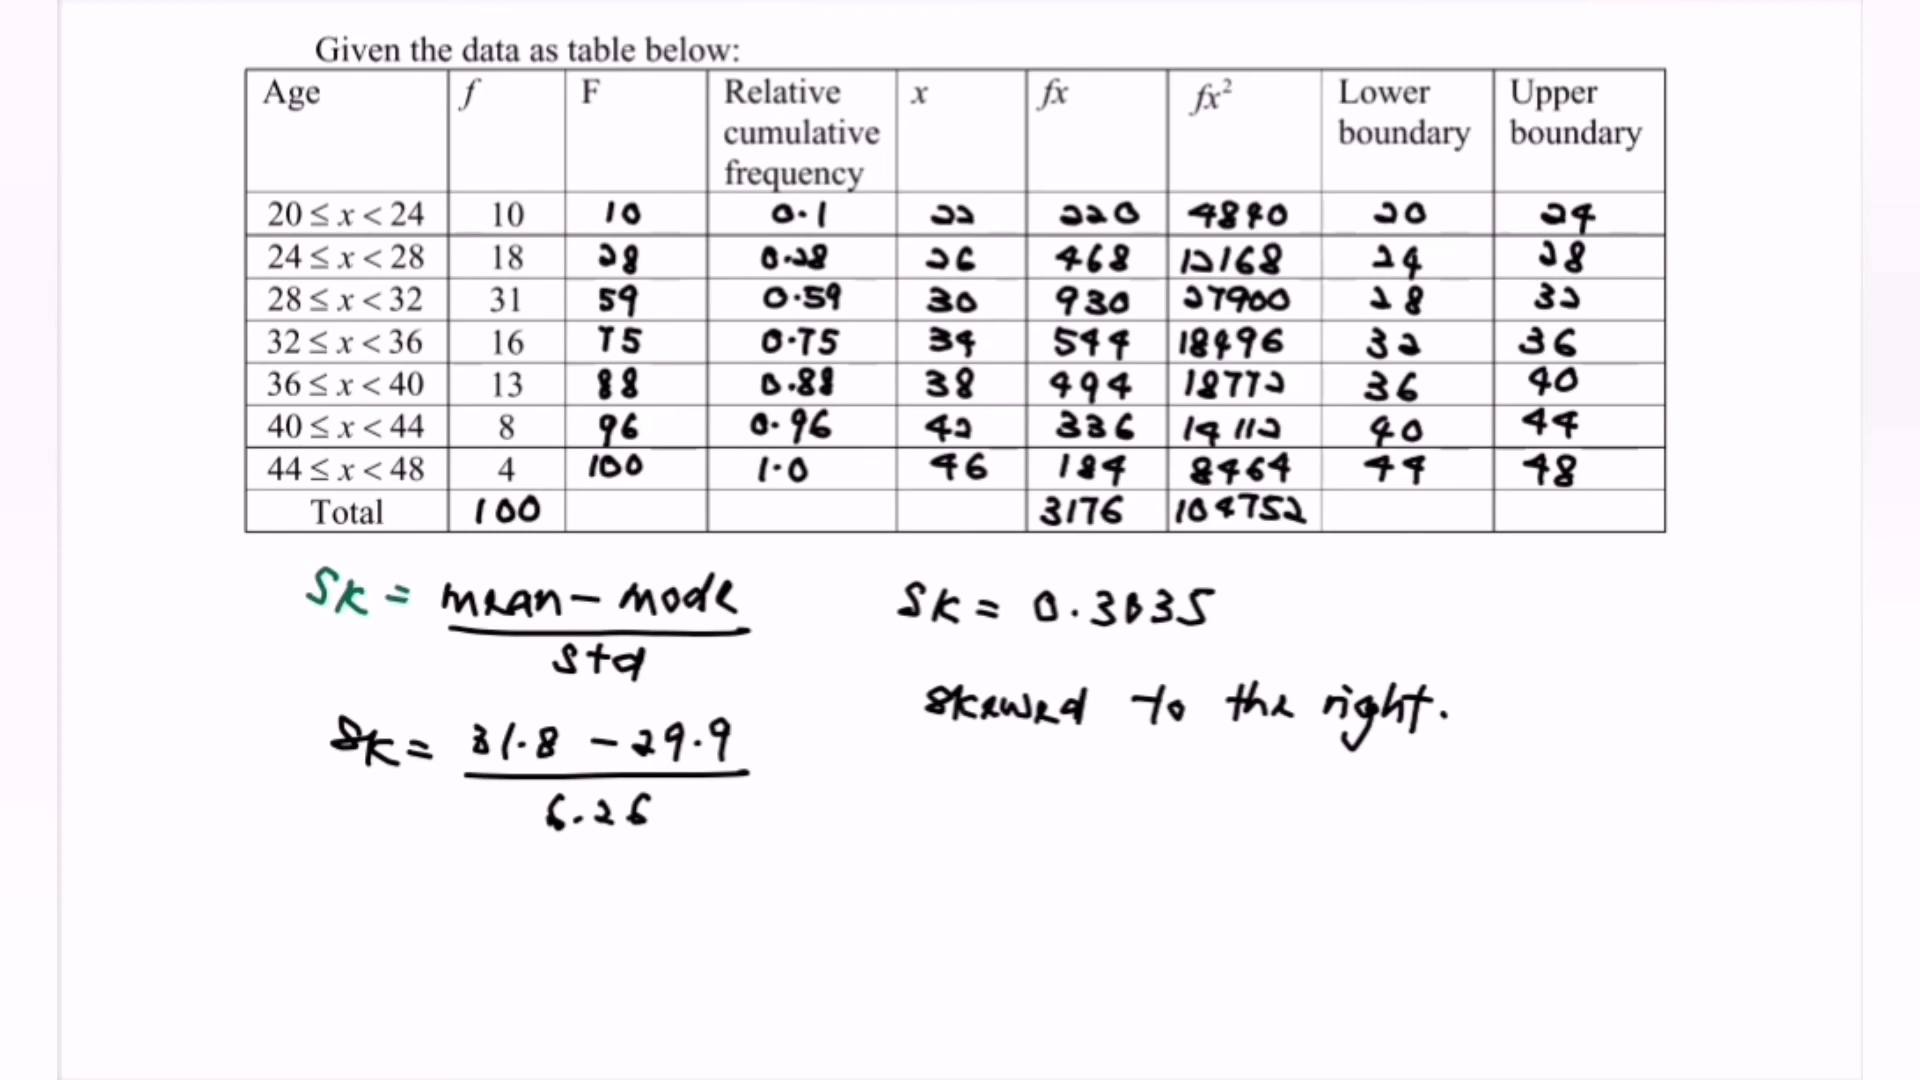 Given the data as table below:
Age f F Relative cumulative frequency x fx fx² Lower boundary Upper boundary
20 ≤ x < 24 10 10 0.1 22 220 4840 20 24
24 ≤ x < 28 18 28 0.28 26 468 12168 24 28
28 ≤ x < 32 31 59 0.59 30 930 27900 28 32
32 ≤ x < 36 16 75 0.75 34 544 18496 32 36
36 ≤ x < 40 13 88 0.88 38 494 18772 36 40
40 ≤ x < 44 8 96 0.96 42 336 14112 40 44
44 ≤ x < 48 4 100 1.0 46 184 8464 44 48
Total 100 3176 104752
SK = mean - mode
std
SK = 31.8 - 29.9
6.26
SK = 0.3035
skewed to the right.